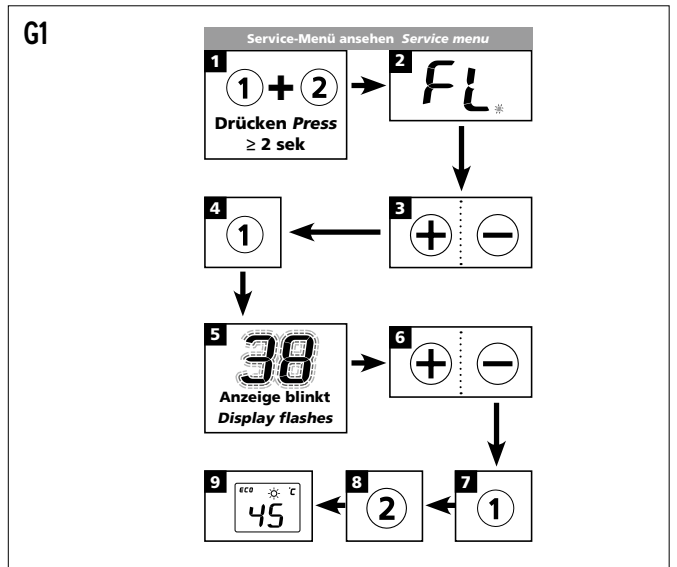 G1
Service-Menü ansehen Service menu
1
1 + 2
Drücken Press
≥ 2 sek
2
FL
3
+ −
4
1
5
38
Anzeige blinkt
Display flashes
6
+ −
7
1
8
2
9
ECO °C
45